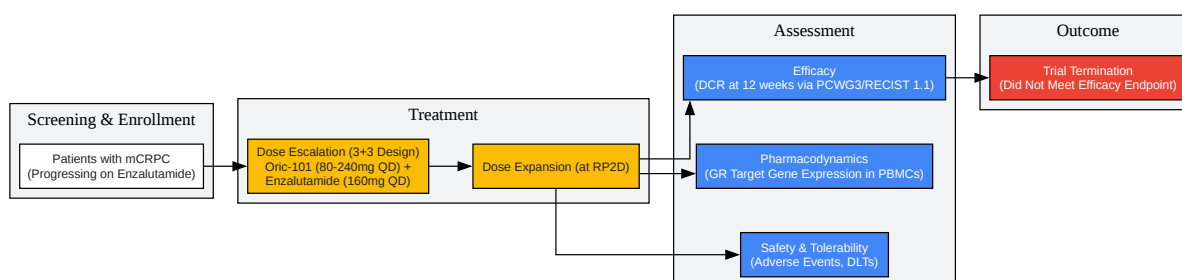 Screening & Enrollment
Patients with mCRPC
(Progressing on Enzalutamide)
Treatment
Dose Escalation (3+3 Design)
Oric-101 (80-240mg QD) +
Enzalutamide (160mg QD)
Dose Expansion (at RP2D)
Assessment
Efficacy
(DCR at 12 weeks via PCWG3/RECIST 1.1)
Pharmacodynamics
(GR Target Gene Expression in PBMCs)
Safety & Tolerability
(Adverse Events, DLTs)
Outcome
Trial Termination
(Did Not Meet Efficacy Endpoint)